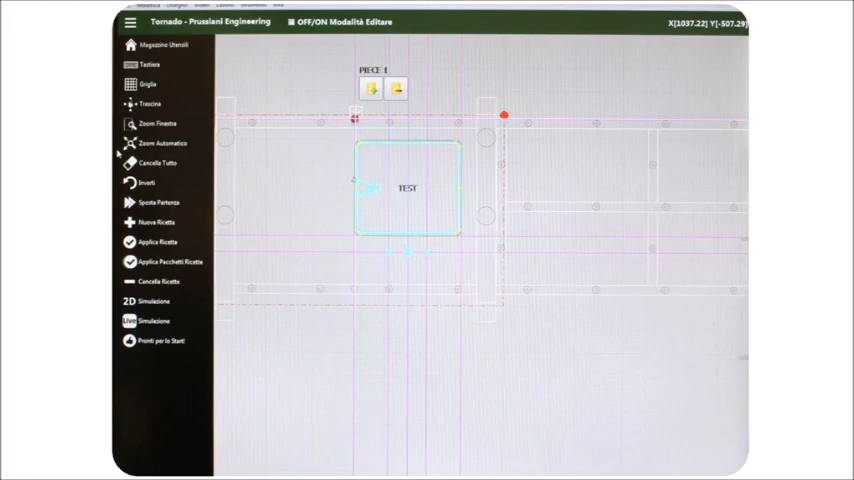 Tornado - Prussiani Engineering
OFF/ON Modalità Editare
X[1037.22] Y[-507.29]
Magazzino Utensili
Tastiera
Griglia
Trascina
Zoom Finestra
Zoom Automatico
Cancella Tutto
Inverti
Sposta Partenza
Nuova Ricetta
Applica Ricetta
Applica Pacchetti Ricette
Cancella Ricette
2D Simulazione
Live Simulazione
Pronti per lo Start!
PIECE 1
TEST